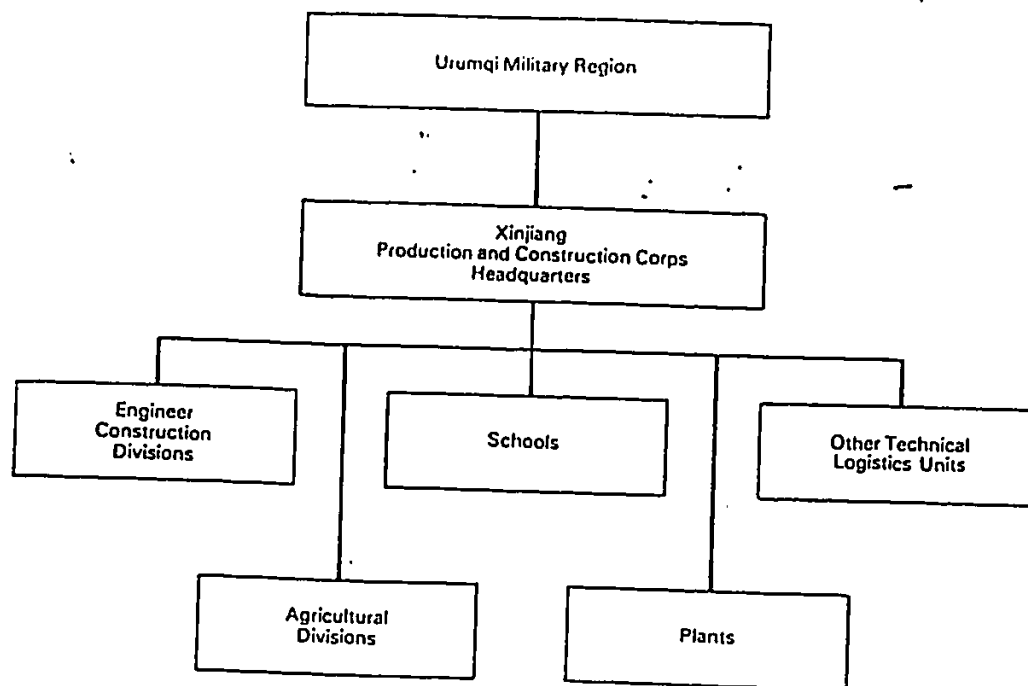 Urumqi Military Region
Xinjiang
Production and Construction Corps
Headquarters
Engineer
Construction
Divisions
Schools
Other Technical
Logistics Units
Agricultural
Divisions
Plants